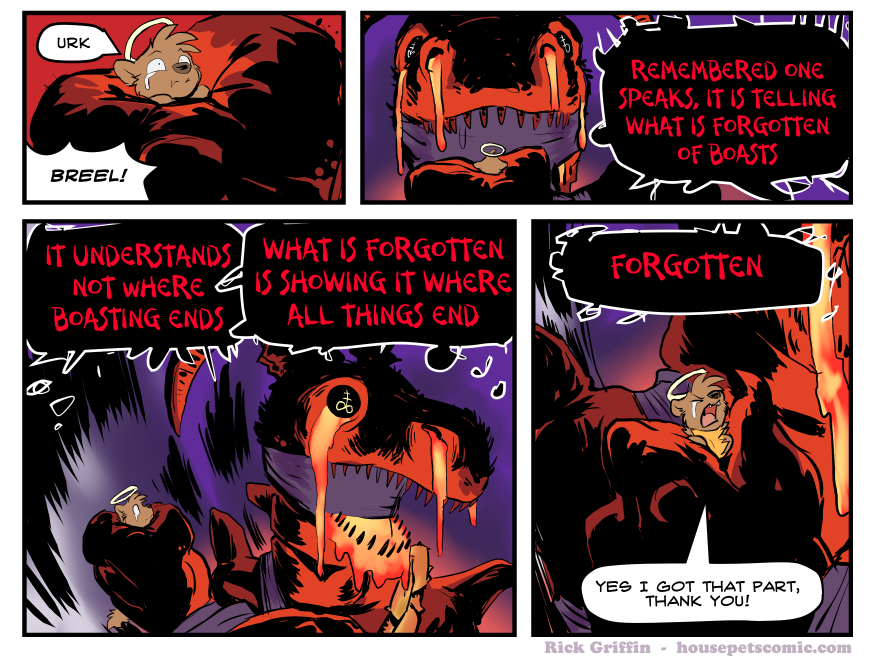 URK
BREEL!
REMEMBERED ONE
SPEAKS, IT IS TELLING
WHAT IS FORGOTTEN
OF BOASTS
IT UNDERSTANDS
NOT WHERE
BOASTING ENDS
WHAT IS FORGOTTEN
IS SHOWING IT WHERE
ALL THINGS END
FORGOTTEN
YES I GOT THAT PART,
THANK YOU!
Rick Griffin - housepetscomic.com